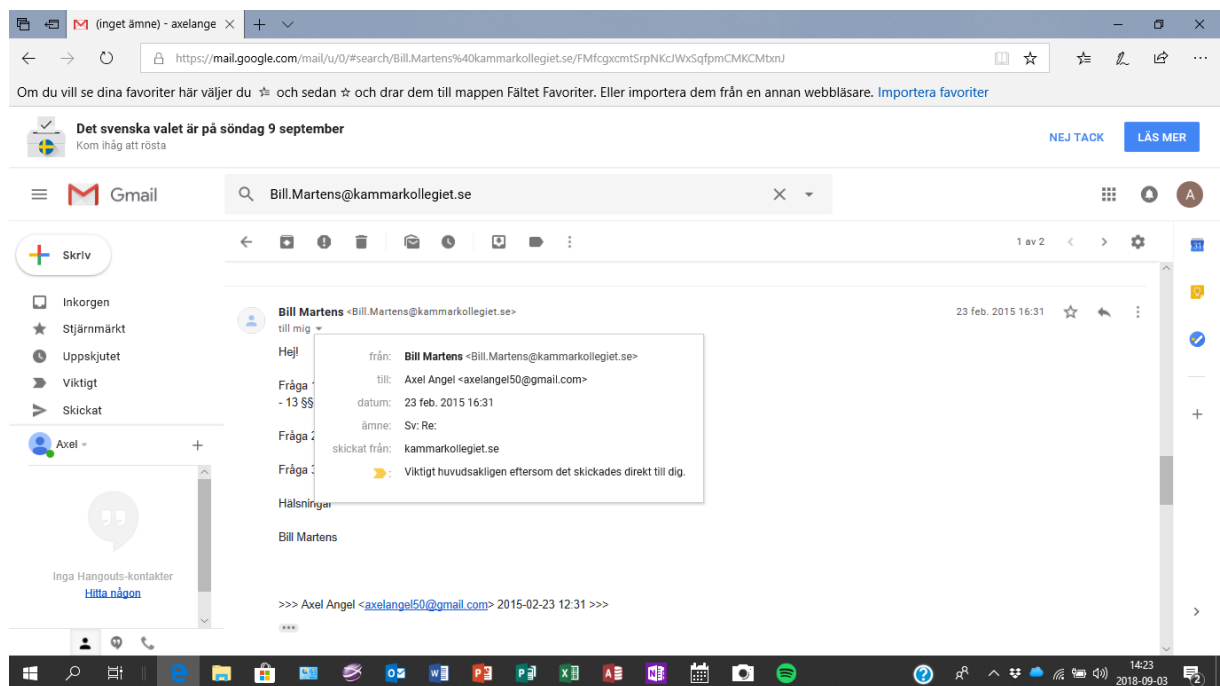 (inget ämne) - axelange
https://mail.google.com/mail/u/0/#search/Bill.Martens%40kammarkollegiet.se/FMfcgxcmtSrpNKcJWxSqfpmCMKCMtxnJ
Om du vill se dina favoriter här väljer du och sedan och drar dem till mappen Fältet Favoriter. Eller importera dem från en annan webbläsare. Importera favoriter
Det svenska valet är på söndag 9 september
Kom ihåg att rösta
NEJ TACK
LÄS MER
Gmail
Bill.Martens@kammarkollegiet.se
A
Skriv
1 av 2
31
Inkorgen
Stjärnmärkt
Uppskjutet
Viktigt
Skickat
Axel
Inga Hangouts-kontakter
Hitta någon
Bill Martens <Bill.Martens@kammarkollegiet.se>
23 feb. 2015 16:31
till mig
Hej!
Fråga
- 13 §§
Fråga 2
Fråga 3
Hälsningar
Bill Martens
från: Bill Martens <Bill.Martens@kammarkollegiet.se>
till: Axel Angel <axelangel50@gmail.com>
datum: 23 feb. 2015 16:31
ämne: Sv: Re:
skickat från: kammarkollegiet.se
: Viktigt huvudsakligen eftersom det skickades direkt till dig.
>>> Axel Angel <axelangel50@gmail.com> 2015-02-23 12:31 >>>
14:23
2018-09-03